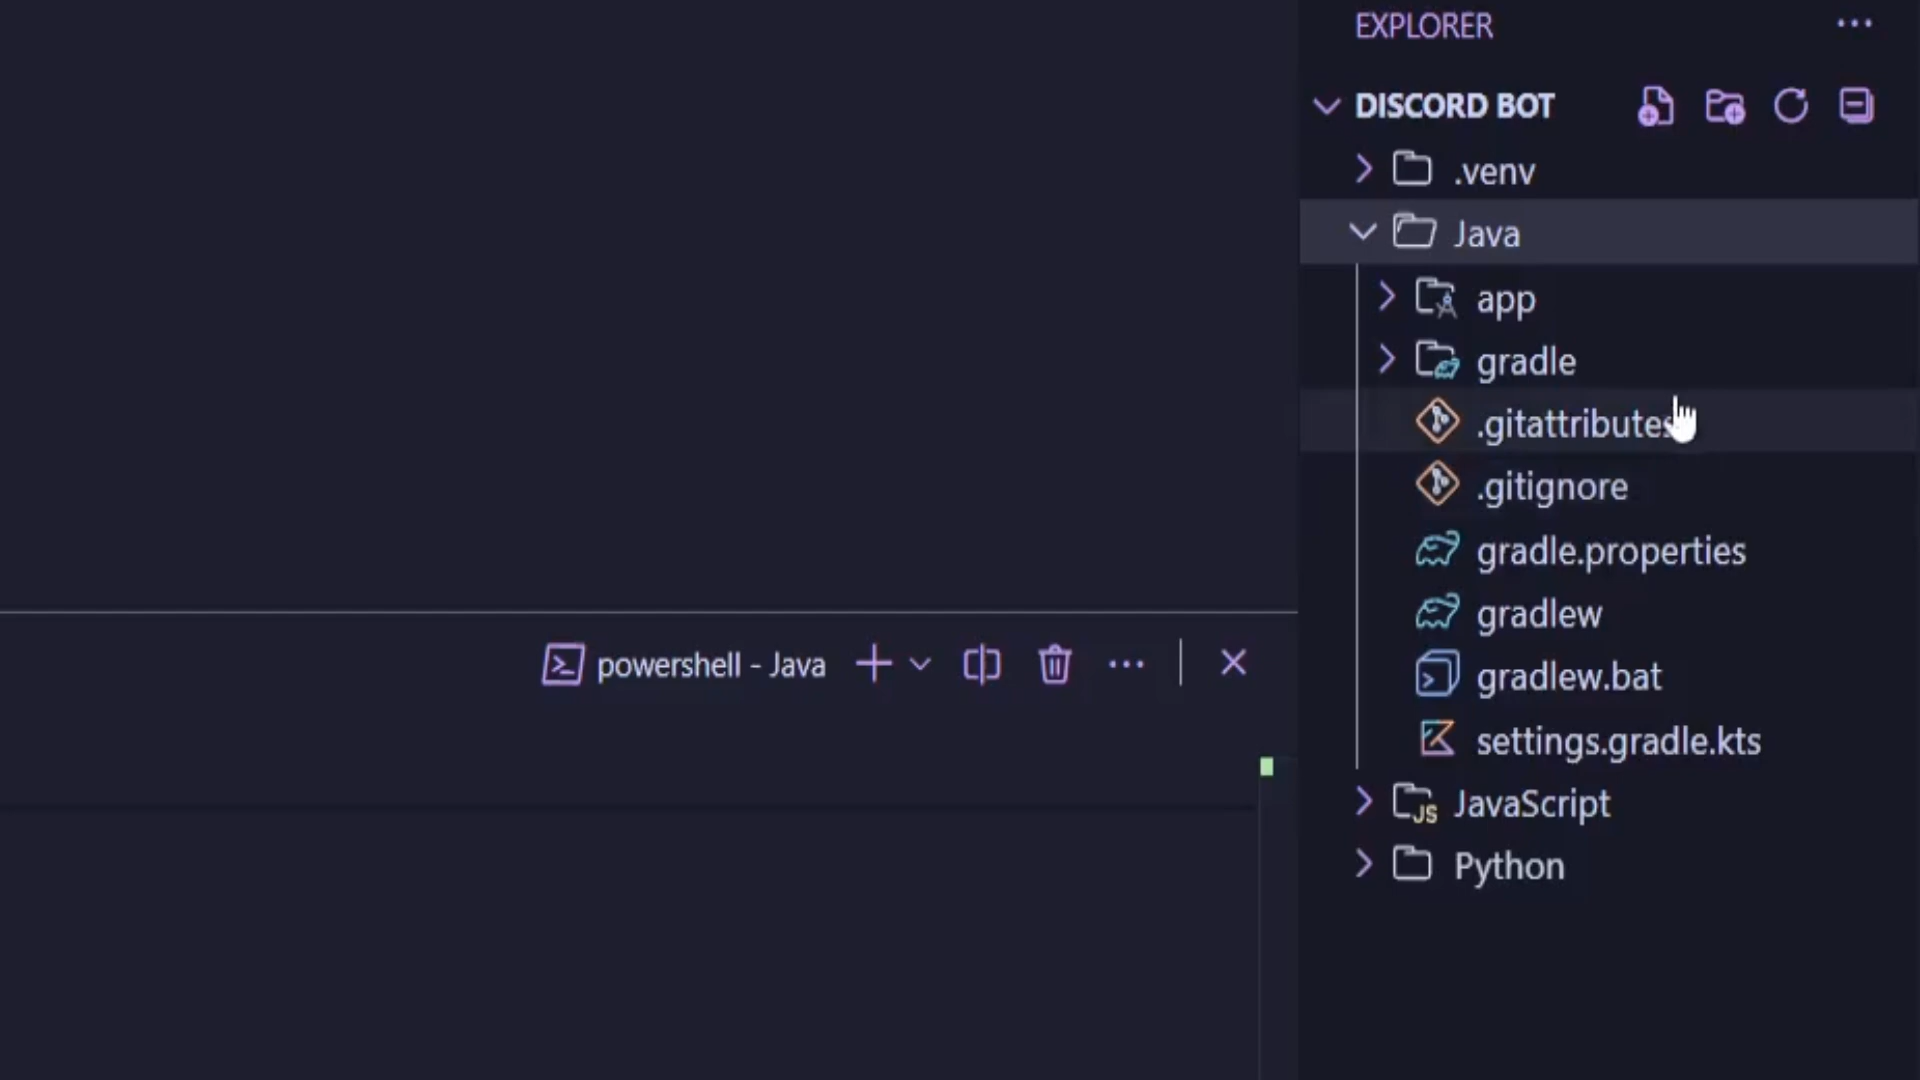 EXPLORER
DISCORD BOT
.venv
Java
app
gradle
.gitattributes
.gitignore
gradle.properties
gradlew
powershell - Java
gradlew.bat
settings.gradle.kts
JS JavaScript
Python